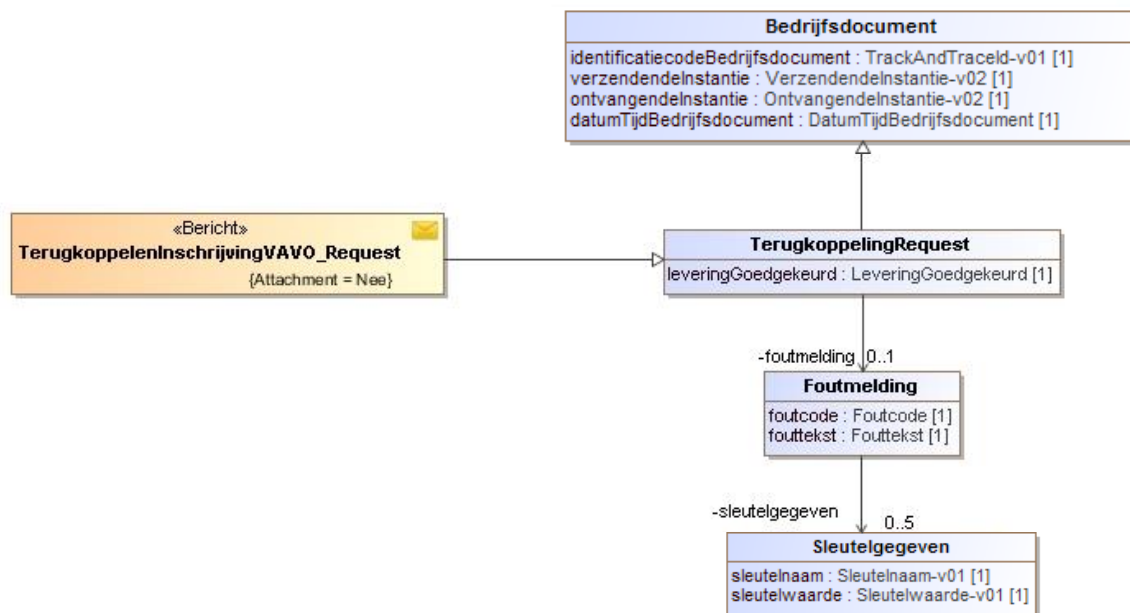 Bedrijfsdocument
identificatiecodeBedrijfsdocument : TrackAndTraceId-v01 [1]
verzendendeInstantie : VerzendendeInstantie-v02 [1]
ontvangendeInstantie : OntvangendeInstantie-v02 [1]
datumTijdBedrijfsdocument : DatumTijdBedrijfsdocument [1]
«Bericht»
TerugkoppelenInschrijvingVAVO_Request
{Attachment = Nee}
TerugkoppelingRequest
leveringGoedgekeurd : LeveringGoedgekeurd [1]
-foutmelding 0..1
Foutmelding
foutcode : Foutcode [1]
fouttekst : Fouttekst [1]
-sleutelgegeven 0..5
Sleutelgegeven
sleutelnaam : Sleutelnaam-v01 [1]
sleutelwaarde : Sleutelwaarde-v01 [1]